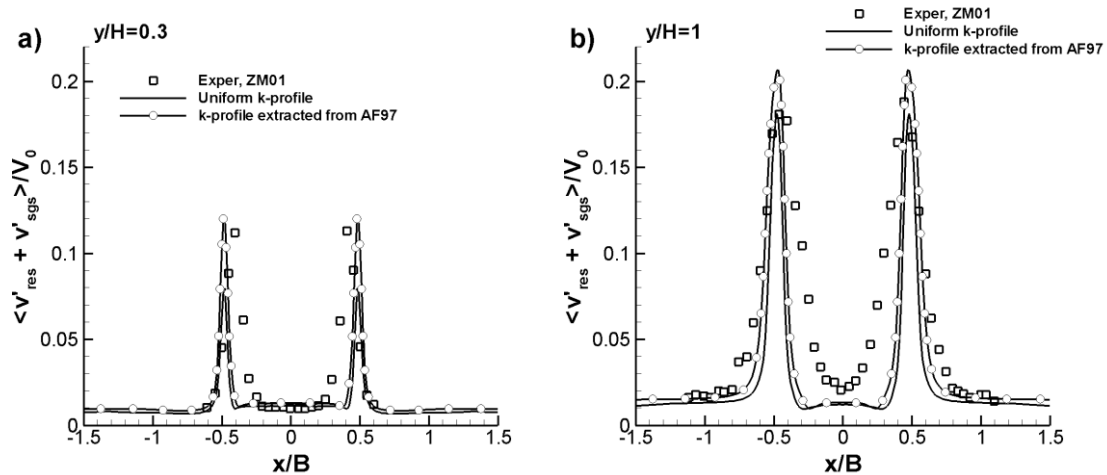 a)
y/H=0.3
Exper, ZM01
Uniform k-profile
k-profile extracted from AF97
<v'res + v'sgs>/V0
0.2
0.15
0.1
0.05
0
-1.5 -1 -0.5 0 0.5 1 1.5
x/B
b)
y/H=1
Exper, ZM01
Uniform k-profile
k-profile extracted from AF97
<v'res + v'sgs>/V0
0.2
0.15
0.1
0.05
0
-1.5 -1 -0.5 0 0.5 1 1.5
x/B